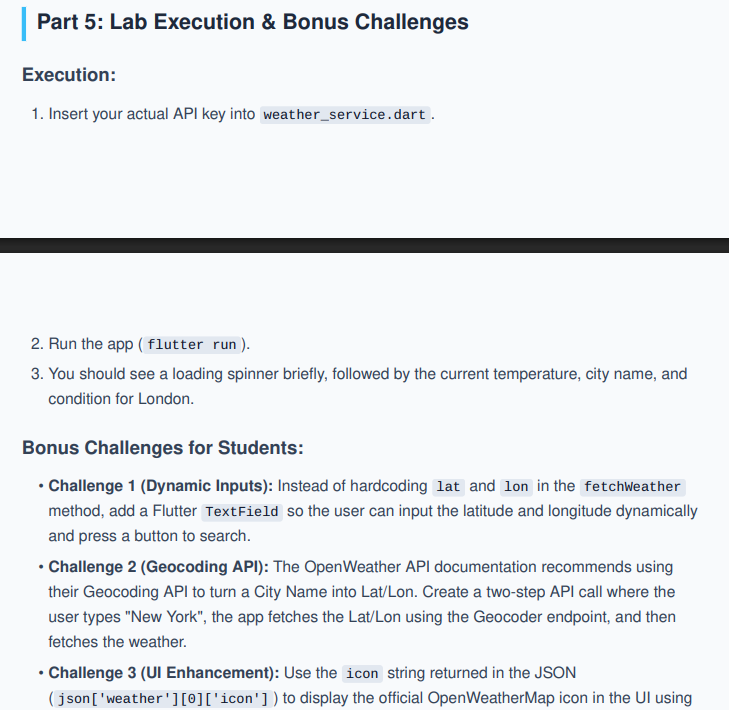 Part 5: Lab Execution & Bonus Challenges
Execution:
1. Insert your actual API key into weather_service.dart.
2. Run the app (flutter run).
3. You should see a loading spinner briefly, followed by the current temperature, city name, and
condition for London.
Bonus Challenges for Students:
• Challenge 1 (Dynamic Inputs): Instead of hardcoding lat and lon in the fetchWeather
method, add a Flutter TextField so the user can input the latitude and longitude dynamically
and press a button to search.
• Challenge 2 (Geocoding API): The OpenWeather API documentation recommends using
their Geocoding API to turn a City Name into Lat/Lon. Create a two-step API call where the
user types "New York", the app fetches the Lat/Lon using the Geocoder endpoint, and then
fetches the weather.
• Challenge 3 (UI Enhancement): Use the icon string returned in the JSON
(json['weather'][0]['icon']) to display the official OpenWeatherMap icon in the UI using